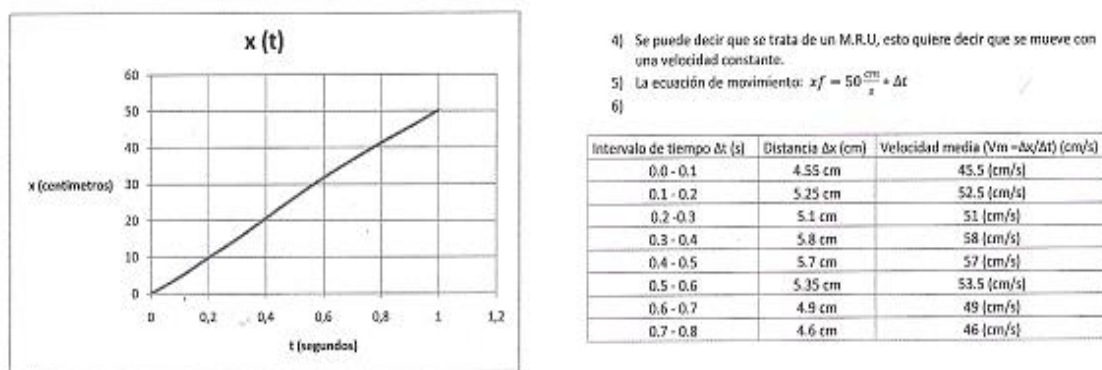 x (t)
60
50
40
30
20
10
0
x (centimetros)
0 0,2 0,4 0,6 0,8 1 1,2
t (segundos)
4) Se puede decir que se trata de un M.R.U, esto quiere decir que se mueve con
una velocidad constante.
5) La ecuación de movimiento: xf = 50 cm/s * Δt
6)
Intervalo de tiempo Δt (s) Distancia Δx (cm) Velocidad media (Vm =Δx/Δt) (cm/s)
0.0 - 0.1 4.55 cm 45.5 (cm/s)
0.1 - 0.2 5.25 cm 52.5 (cm/s)
0.2 -0.3 5.1 cm 51 (cm/s)
0.3 - 0.4 5.8 cm 58 (cm/s)
0.4 - 0.5 5.7 cm 57 (cm/s)
0.5 - 0.6 5.35 cm 53.5 (cm/s)
0.6 - 0.7 4.9 cm 49 (cm/s)
0.7 - 0.8 4.6 cm 46 (cm/s)